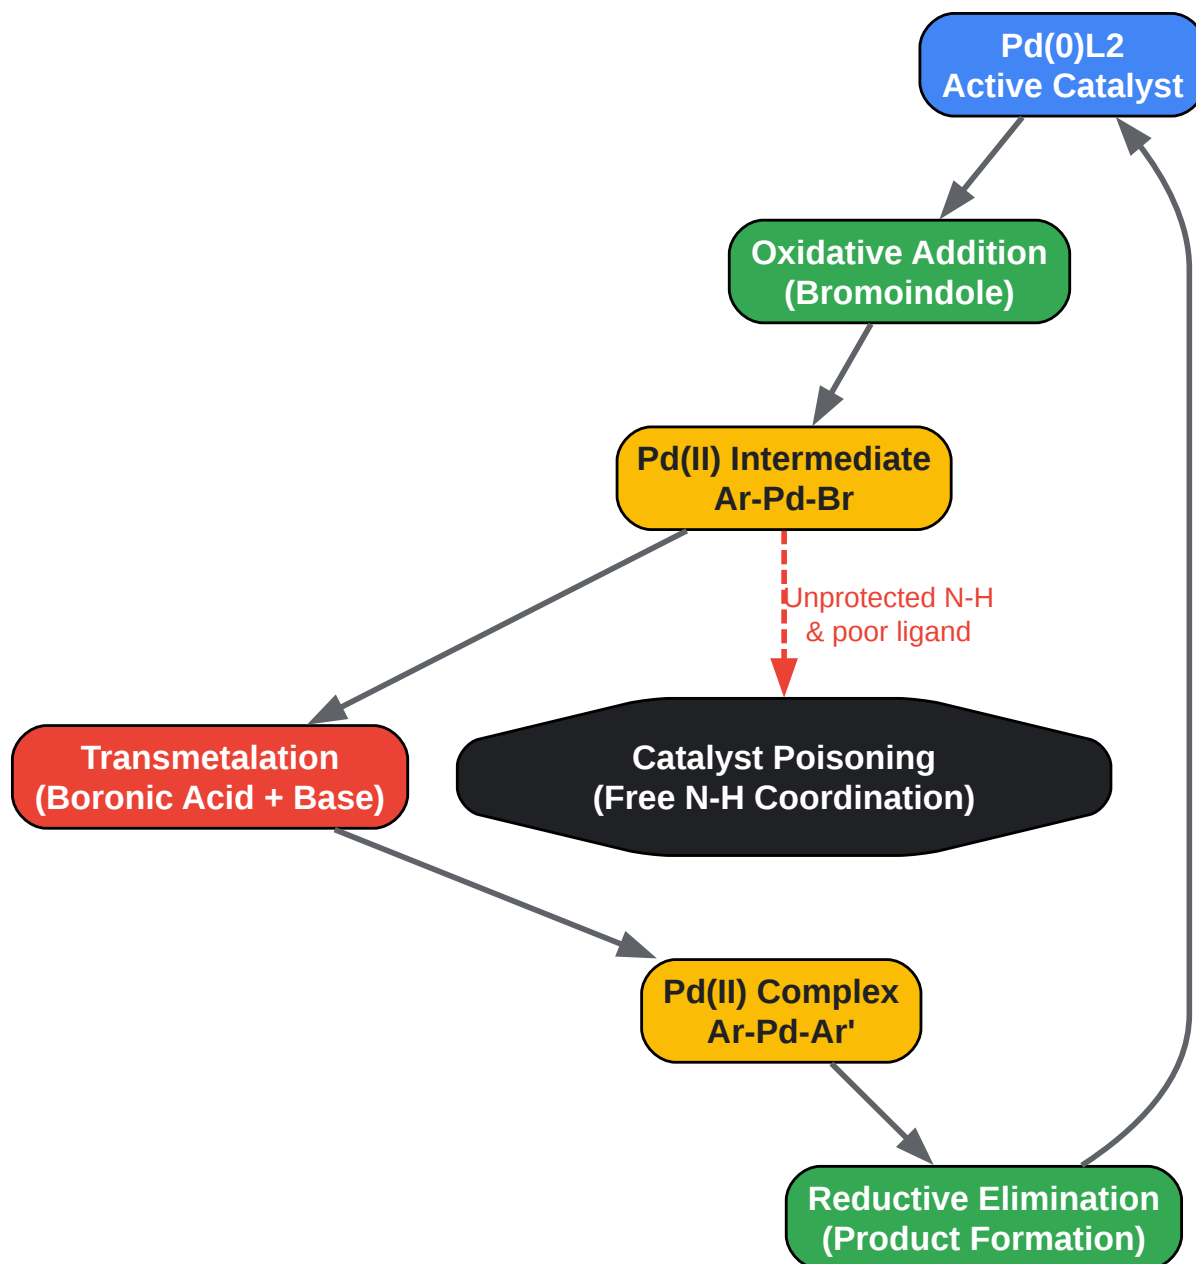 Pd(0)L2
Active Catalyst
Oxidative Addition
(Bromoindole)
Pd(II) Intermediate
Ar-Pd-Br
Unprotected N-H
& poor ligand
Transmetalation
(Boronic Acid + Base)
Catalyst Poisoning
(Free N-H Coordination)
Pd(II) Complex
Ar-Pd-Ar'
Reductive Elimination
(Product Formation)